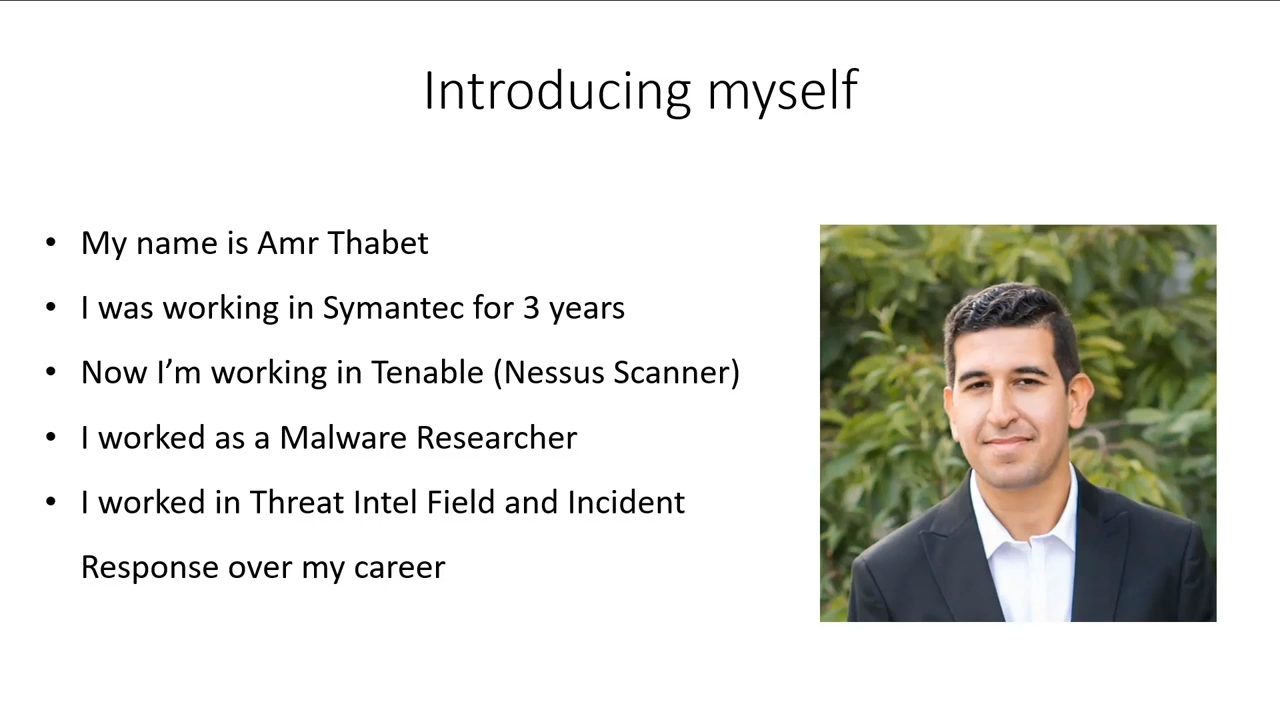 Introducing myself
• My name is Amr Thabet
• I was working in Symantec for 3 years
• Now I’m working in Tenable (Nessus Scanner)
• I worked as a Malware Researcher
• I worked in Threat Intel Field and Incident
Response over my career